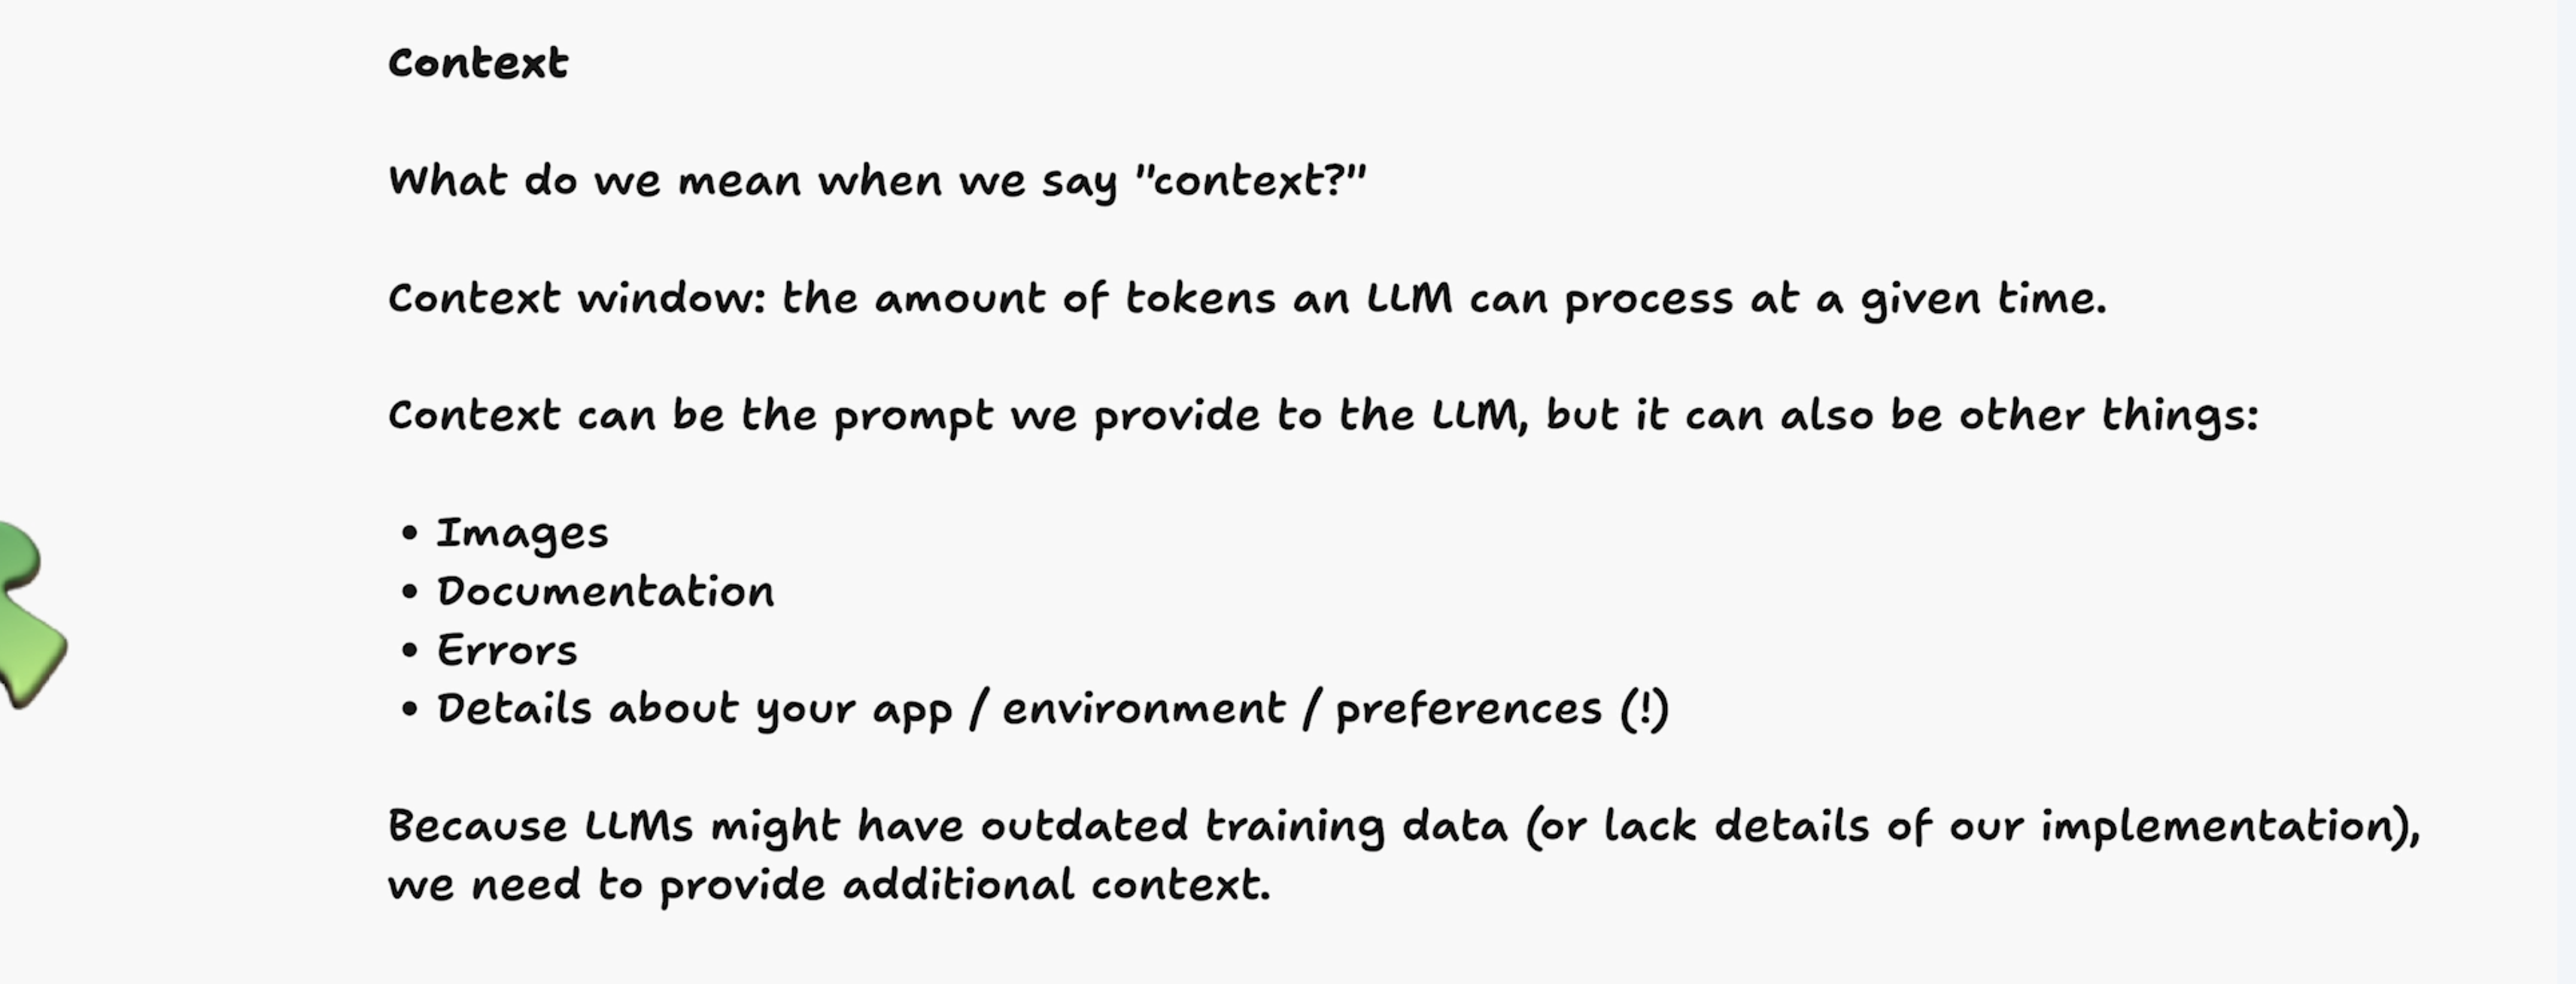 Context
What do we mean when we say "context?"
Context window: the amount of tokens an LLM can process at a given time.
Context can be the prompt we provide to the LLM, but it can also be other things:
• Images
• Documentation
• Errors
• Details about your app / environment / preferences (!)
Because LLMs might have outdated training data (or lack details of our implementation),
we need to provide additional context.